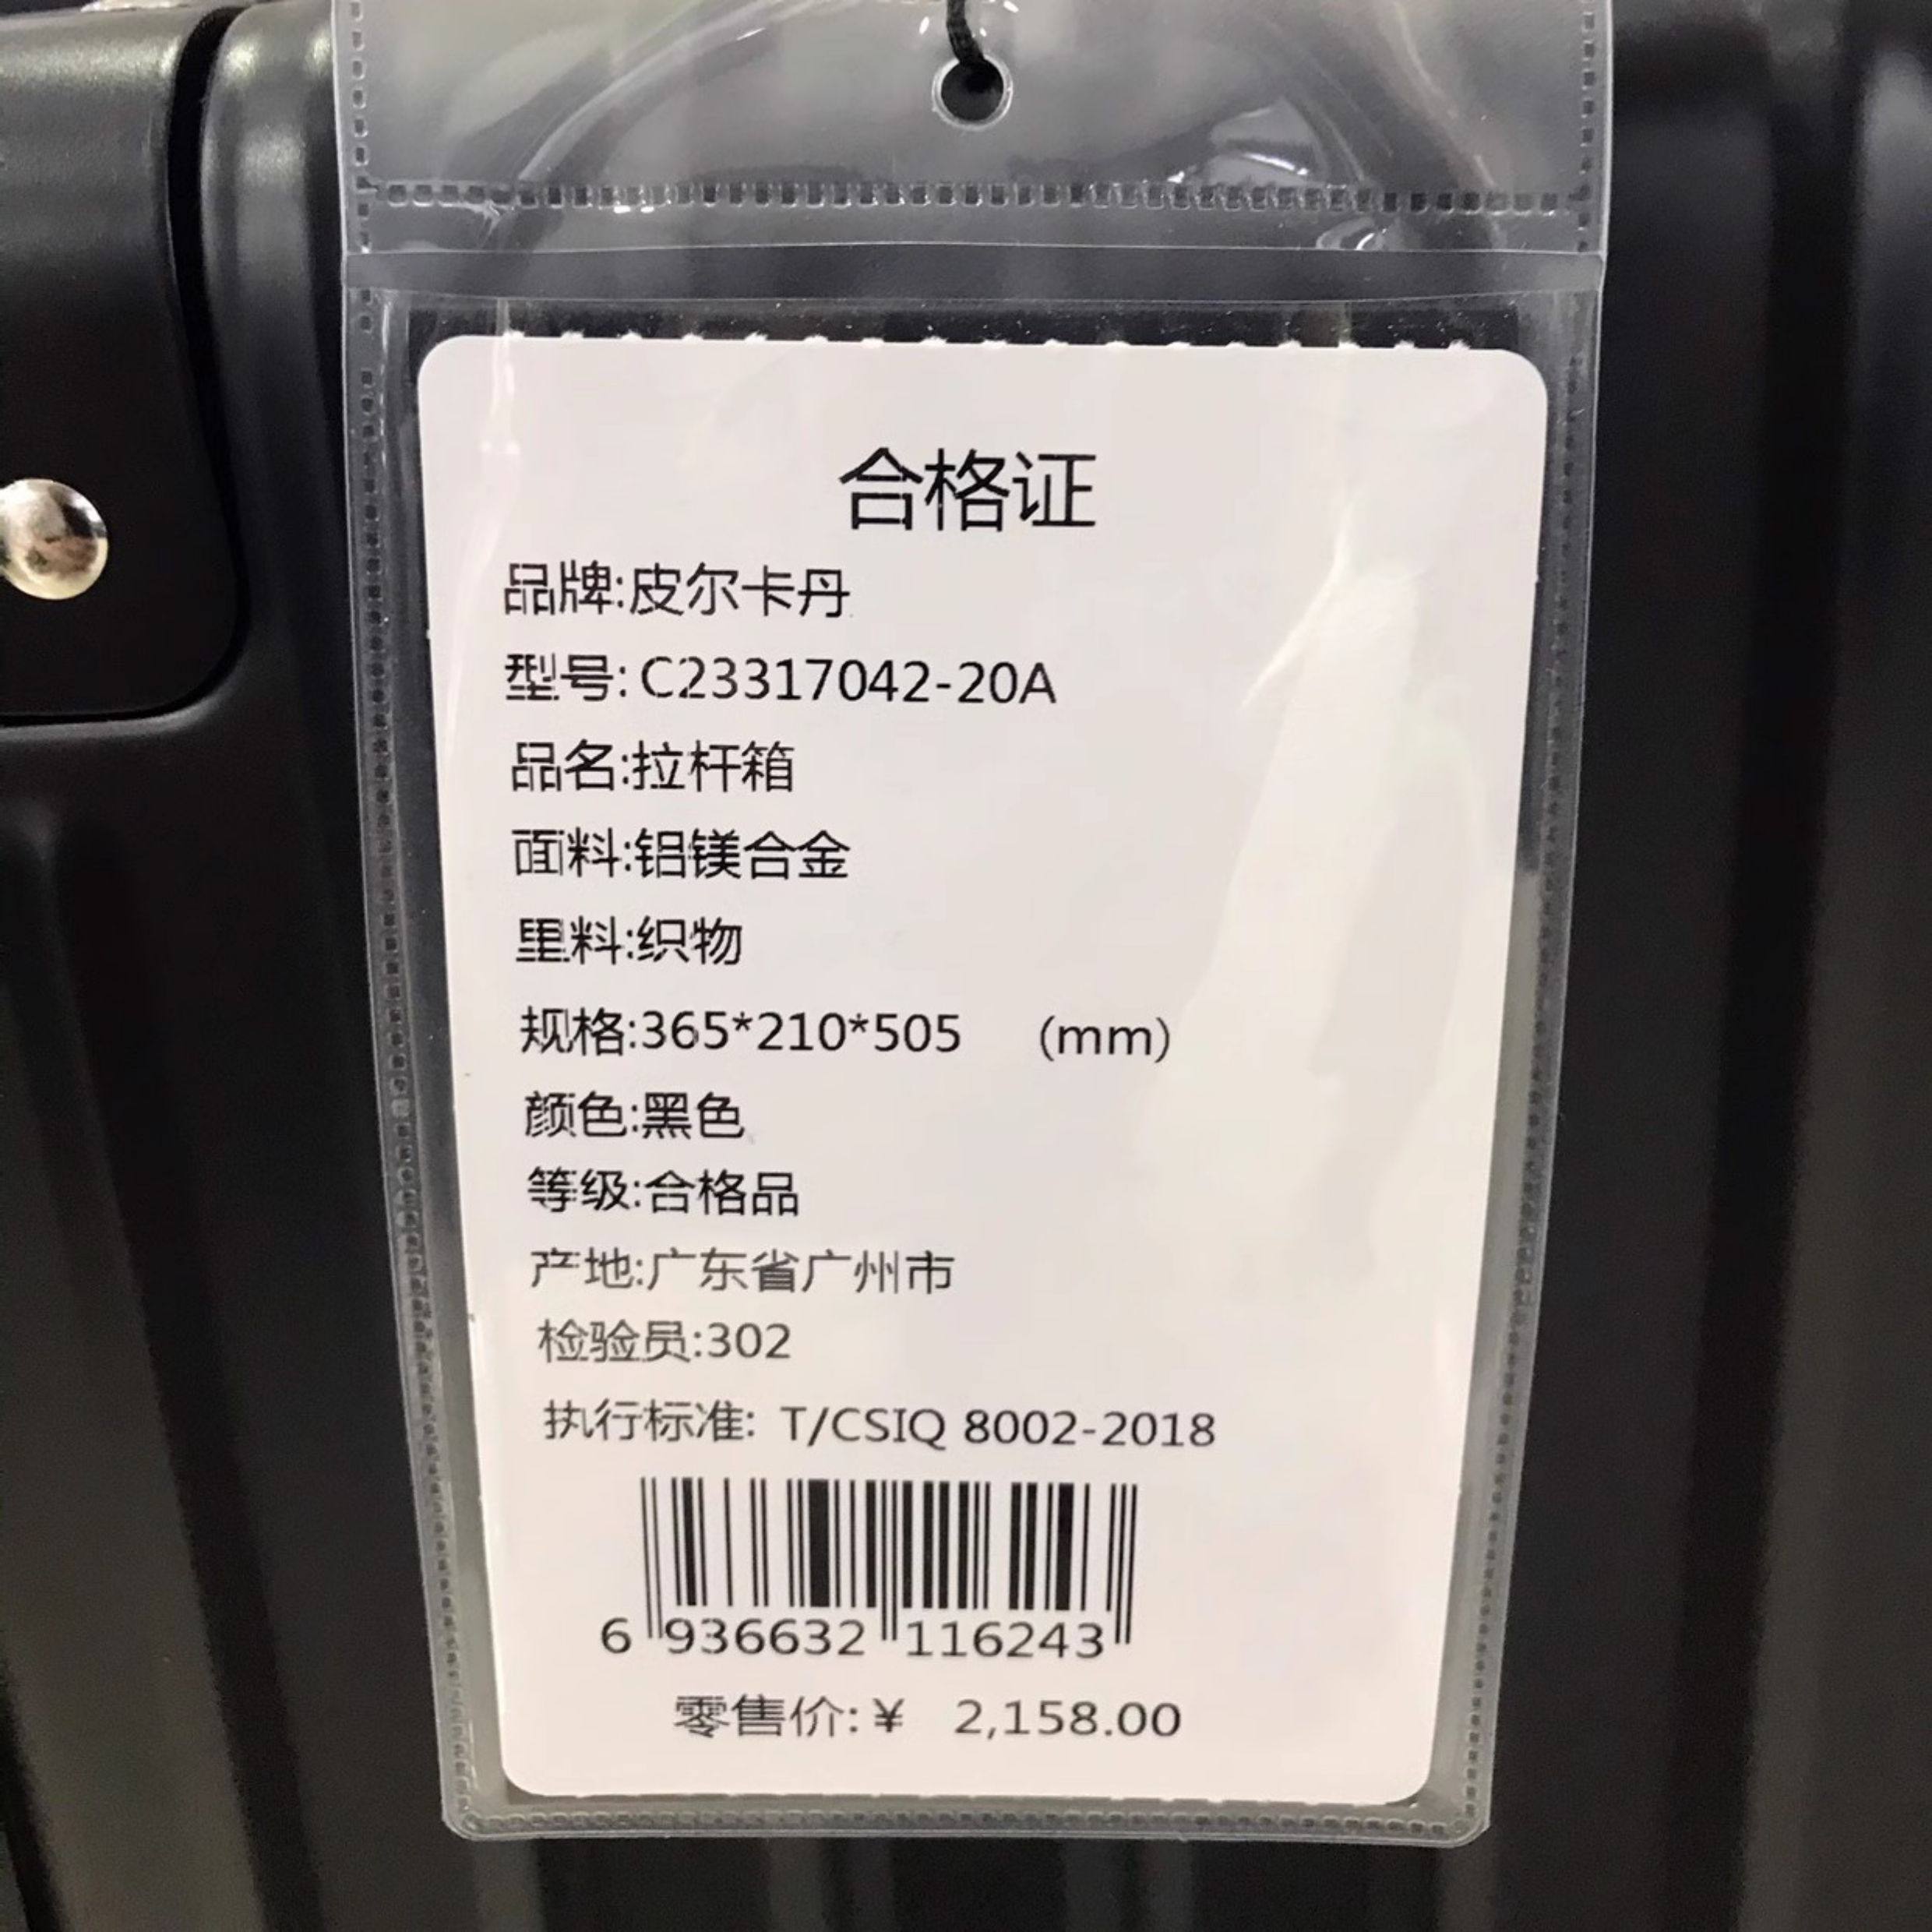 合格证
品牌:皮尔卡丹
型号: C23317042-20A
品名:拉杆箱
面料:铝镁合金
里料:织物
规格:365*210*505 (mm)
颜色:黑色
等级:合格品
产地:广东省广州市
检验员:302
执行标准: T/CSIQ 8002-2018
6 936632 116243
零售价:¥ 2,158.00